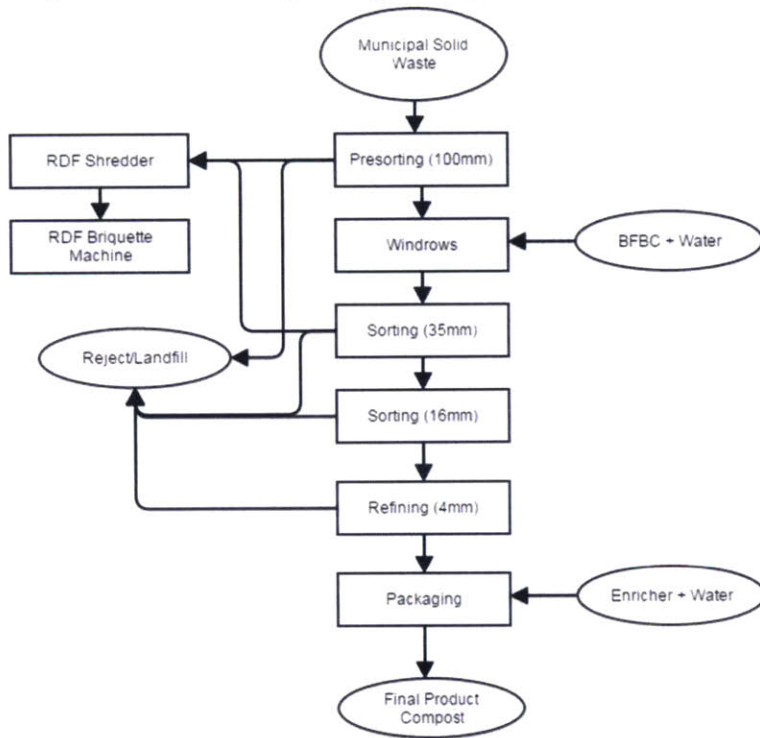 Municipal Solid
Waste
RDF Shredder
Presorting (100mm)
RDF Briquette
Machine
Windrows
BFBC + Water
Sorting (35mm)
Reject/Landfill
Sorting (16mm)
Refining (4mm)
Packaging
Enricher + Water
Final Product
Compost